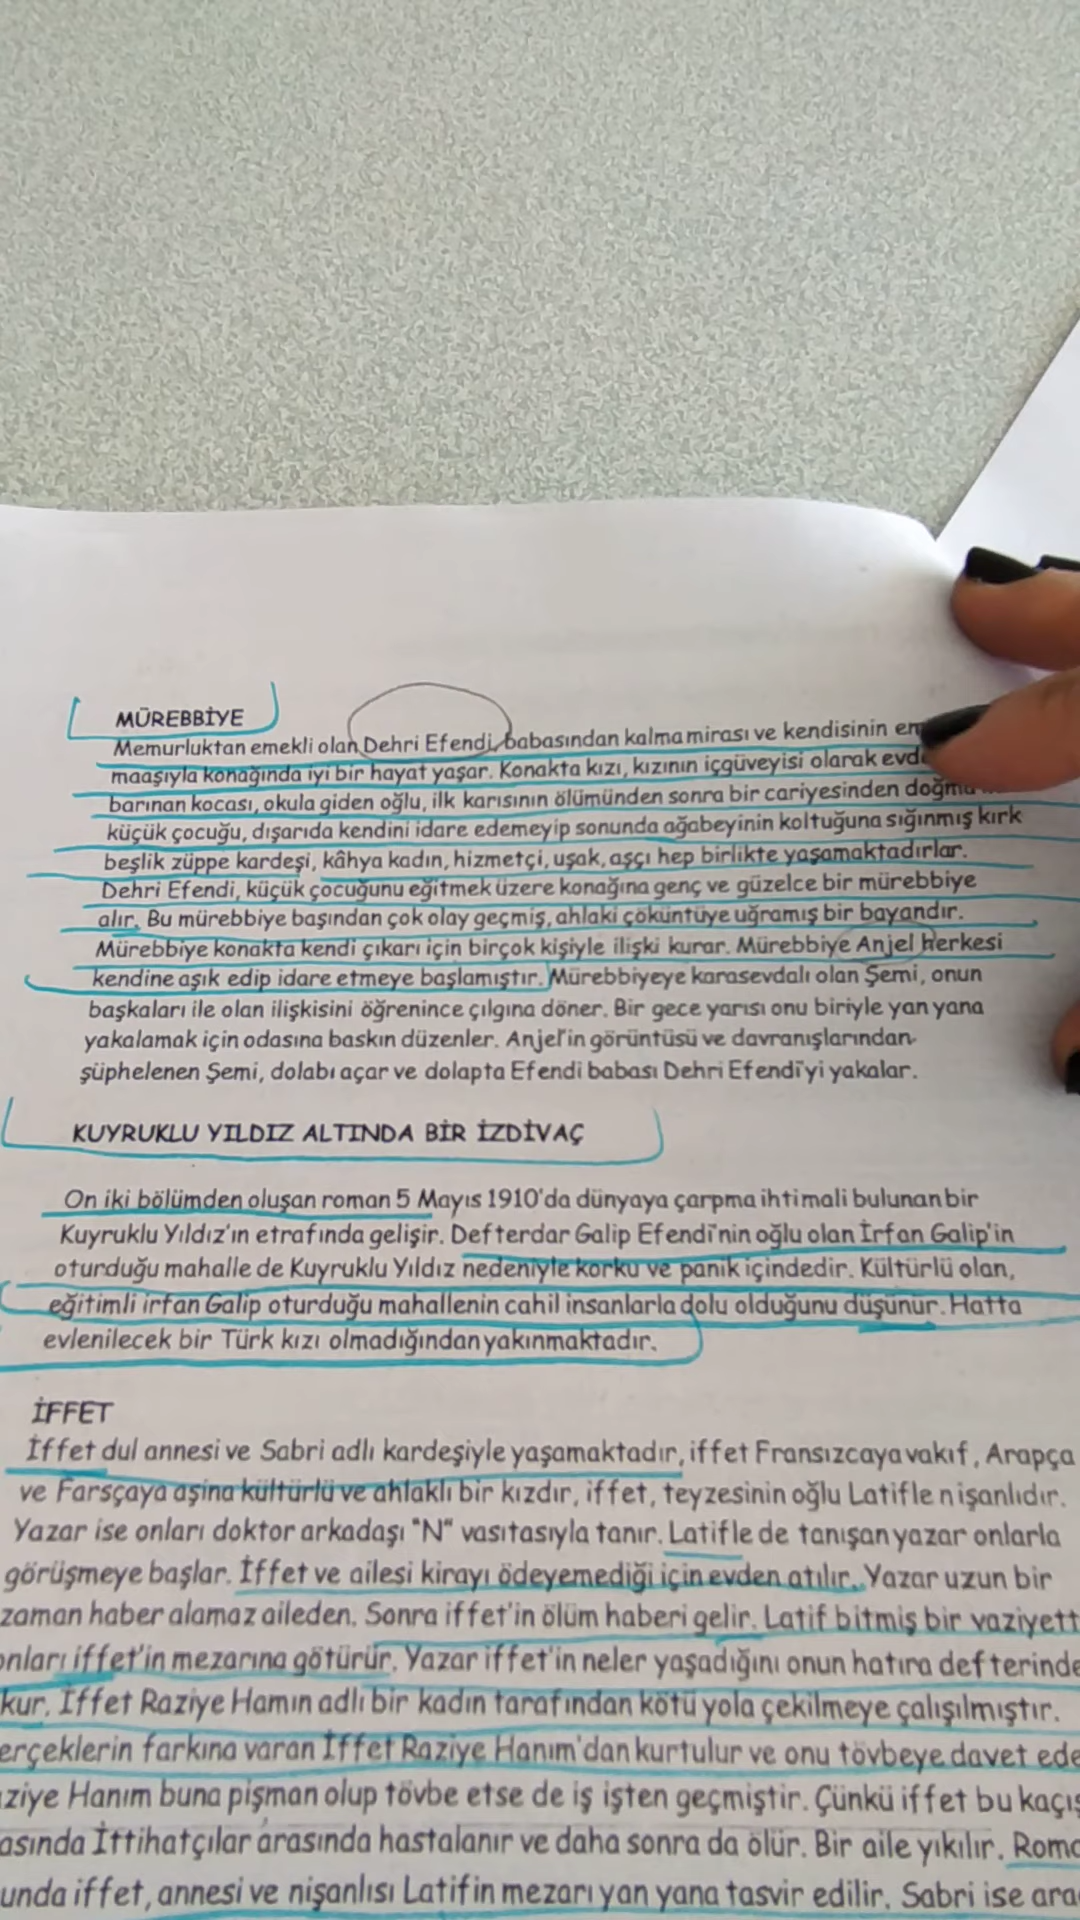 MÜREBBİYE
Memurluktan emekli olan Dehri Efendi, babasından kalma mirası ve kendisinin
maaşıyla konağında iyi bir hayat yaşar. Konakta kızı, kızının içgüveyisi olarak
barınan kocası, okula giden oğlu, ilk karısının ölümünden sonra bir cariyesinden
küçük çocuğu, dışarıda kendini idare edemeyip sonunda ağabeyinin koltuğuna sığınmış kırk
beşlik züppe kardeşi, kâhya kadın, hizmetçi, uşak, aşçı hep birlikte yaşamaktadırlar.
Dehri Efendi, küçük çocuğunu eğitmek üzere konağına genç ve güzelce bir mürebbiye
alır. Bu mürebbiye başından çok olay geçmiş, ahlaki çöküntüye uğramış bir bayandır.
Mürebbiye konakta kendi çıkarı için birçok kişiyle ilişki kurar. Mürebbiye Anjel herkesi
kendine aşık edip idare etmeye başlamıştır. Mürebbiyeye karasevdalı olan Şemi, onun
başkaları ile olan ilişkisini öğrenince çılgına döner. Bir gece yarısı onu biriyle yan yana
yakalamak için odasına baskın düzenler. Anjel'in görüntüsü ve davranışlarından
şüphelenen Şemi, dolabı açar ve dolapta Efendi babası Dehri Efendi'yi yakalar.
KUYRUKLU YILDIZ ALTINDA BİR İZDİVAÇ
On iki bölümden oluşan roman 5 Mayıs 1910'da dünyaya çarpma ihtimali bulunan bir
Kuyruklu Yıldız'ın etrafında gelişir. Defterdar Galip Efendi'nin oğlu olan İrfan Galip'in
oturduğu mahalle de Kuyruklu Yıldız nedeniyle korku ve panik içindedir. Kültürlü olan,
eğitimli irfan Galip oturduğu mahallenin cahil insanlarla dolu olduğunu düşünür. Hatta
evlenilecek bir Türk kızı olmadığından yakınmaktadır.
İFFET
İffet dul annesi ve Sabri adlı kardeşiyle yaşamaktadır, iffet Fransızcaya vakıf, Arapça
ve Farsçaya aşina kültürlü ve ahlaklı bir kızdır, iffet, teyzesinin oğlu Latifle nişanlıdır.
Yazar ise onları doktor arkadaşı "N" vasıtasıyla tanır. Latifle de tanışan yazar onlarla
görüşmeye başlar. İffet ve ailesi kirayı ödeyemediği için evden atılır. Yazar uzun bir
zaman haber alamaz aileden. Sonra iffet'in ölüm haberi gelir. Latif bitmiş bir vaziyett
onları iffet'in mezarına götürür. Yazar iffet'in neler yaşadığını onun hatıra defterinde
kur. İffet Raziye Hamın adlı bir kadın tarafından kötü yola çekilmeye çalışılmıştır.
erçeklerin farkına varan İffet Raziye Hanım'dan kurtulur ve onu tövbeye davet ede
ziye Hanım buna pişman olup tövbe etse de iş işten geçmiştir. Çünkü iffet bu kaçış
asında İttihatçılar arasında hastalanır ve daha sonra da ölür. Bir aile yıkılır. Roma
unda iffet, annesi ve nişanlısı Latifin mezarı yan yana tasvir edilir. Sabri ise ara